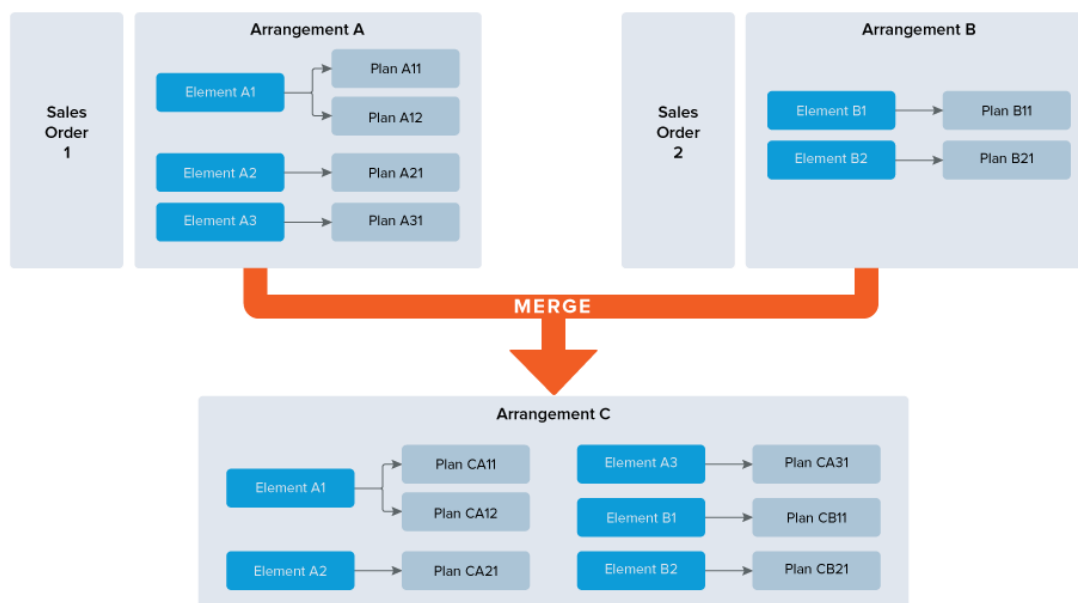 Sales
Order
1
Arrangement A
Element A1
Plan A11
Plan A12
Element A2
Plan A21
Element A3
Plan A31
Sales
Order
2
Arrangement B
Element B1
Plan B11
Element B2
Plan B21
MERGE
Arrangement C
Element A1
Plan CA11
Plan CA12
Element A2
Plan CA21
Element A3
Plan CA31
Element B1
Plan CB11
Element B2
Plan CB21